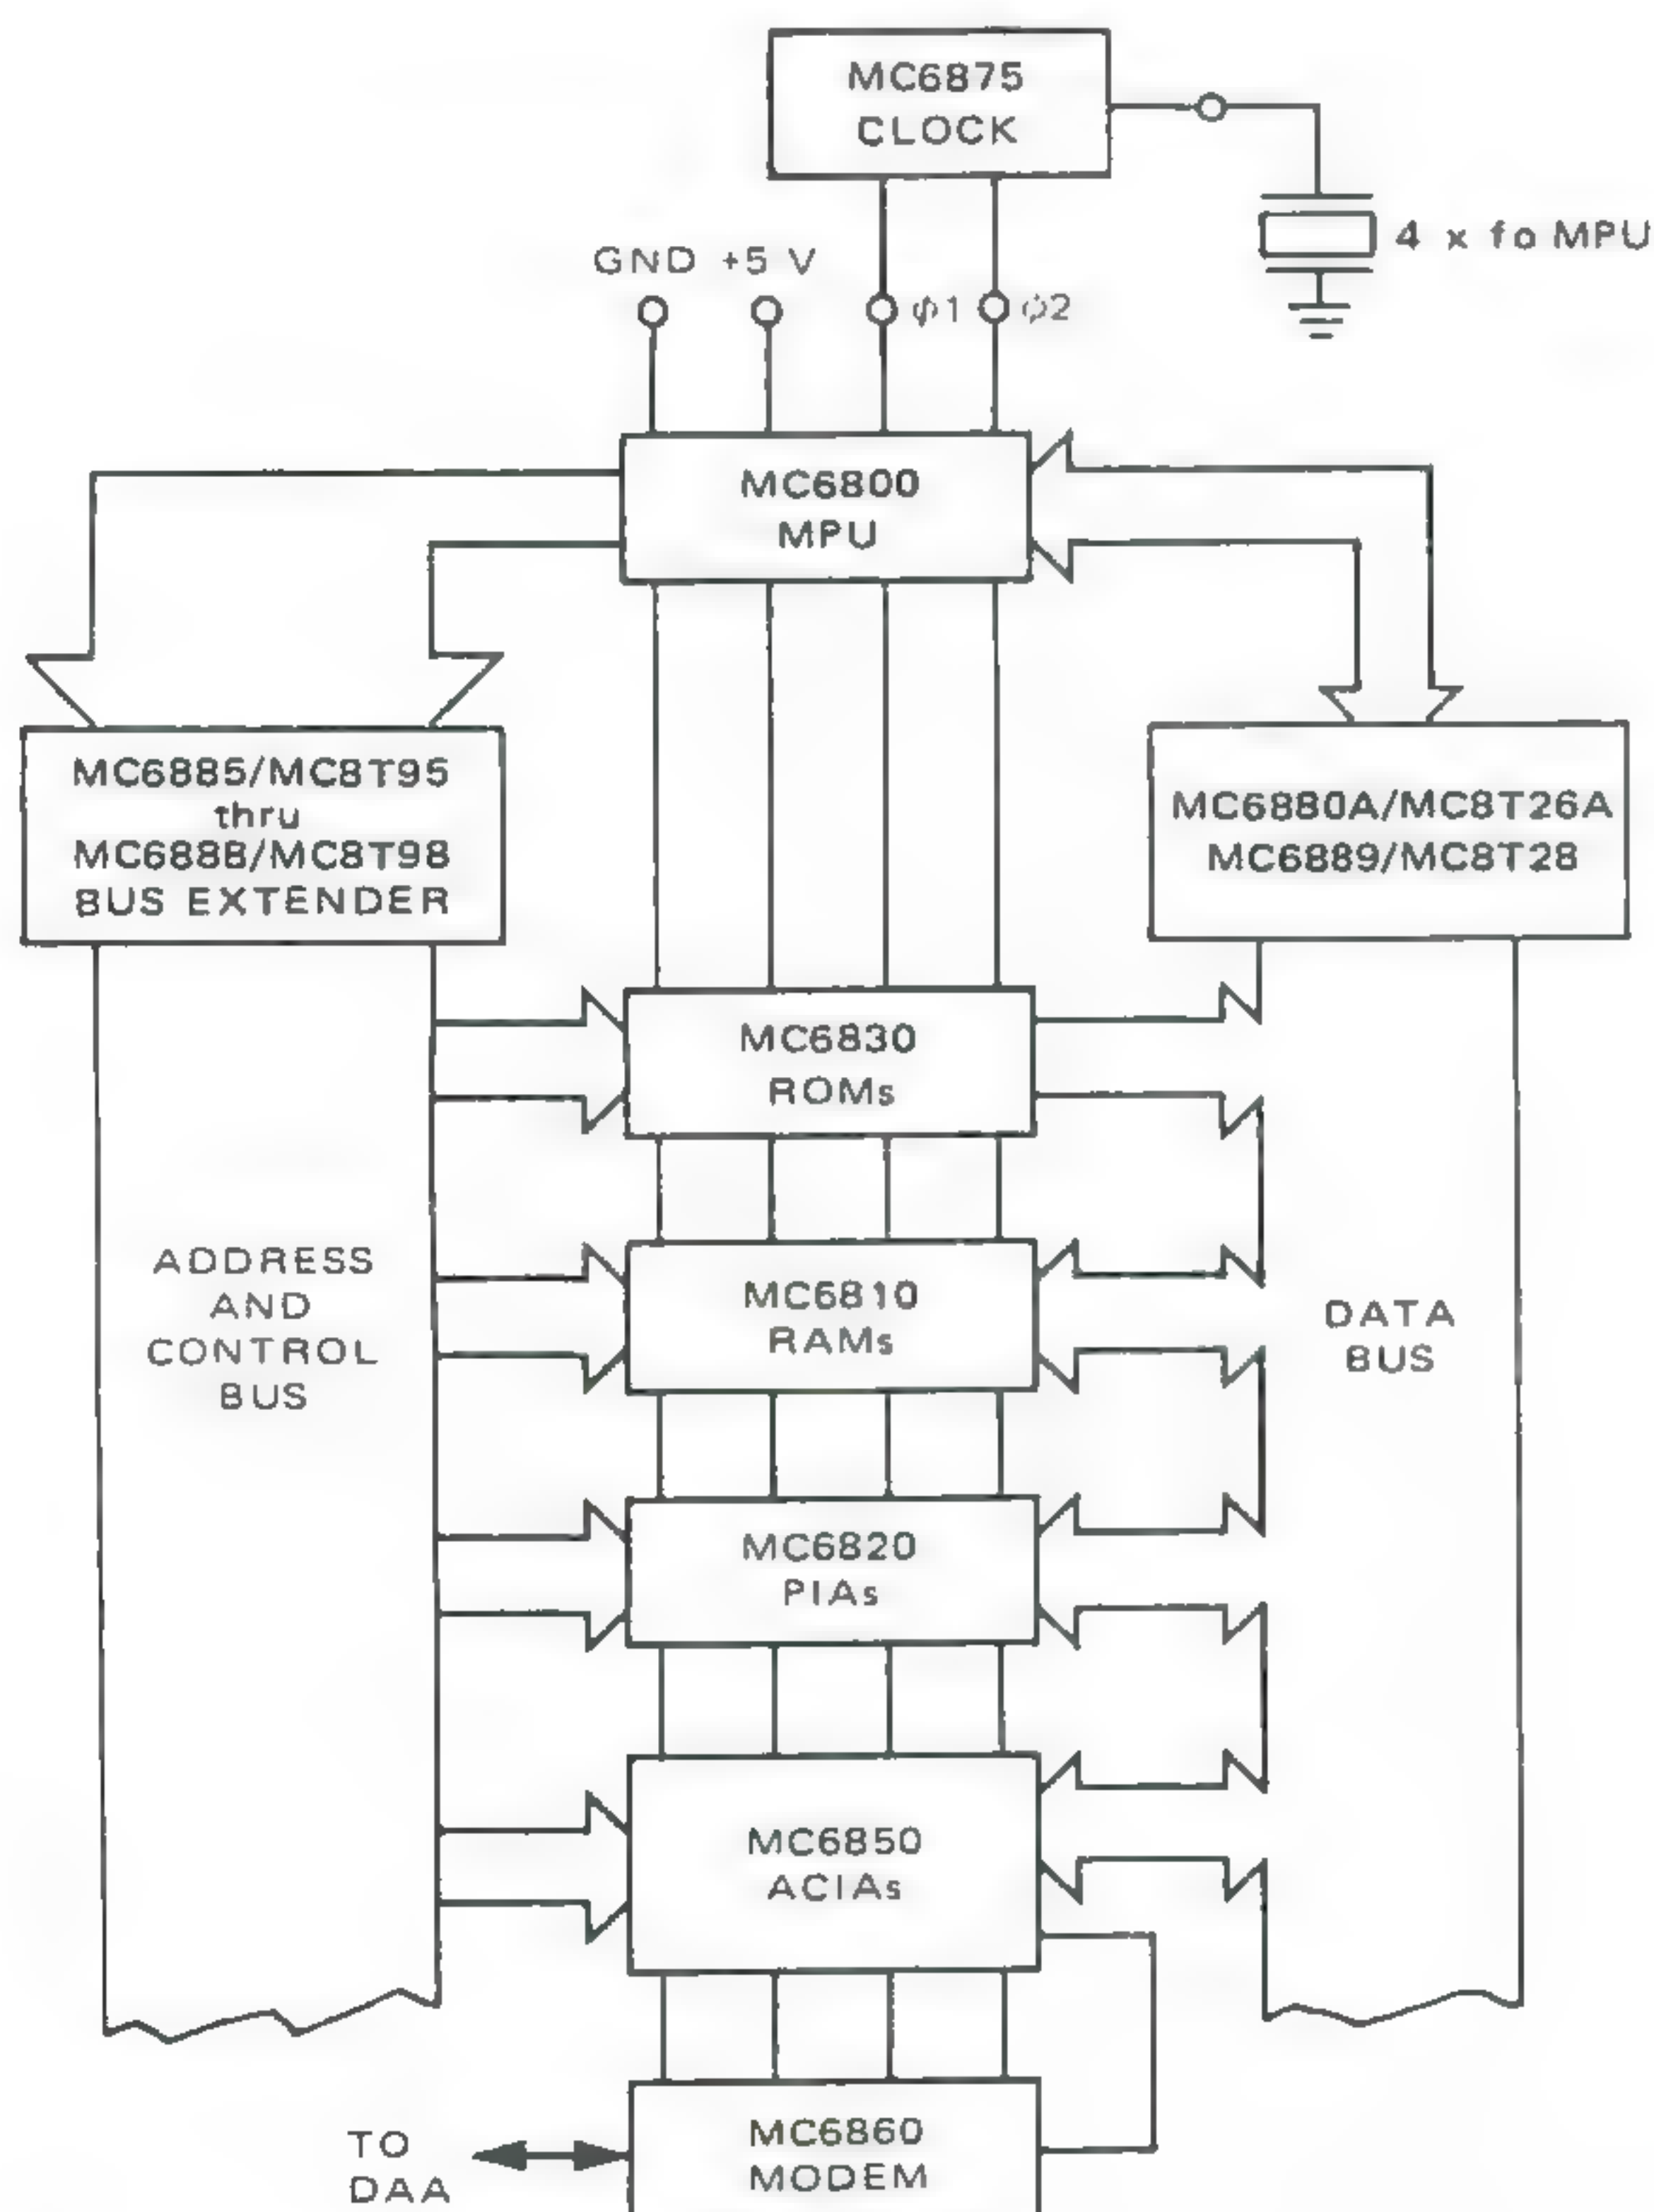 MC6875
CLOCK
4 x fo MPU
GND +5 V
φ1 φ2
MC6800
MPU
MC6885/MC8T95
thru
MC6888/MC8T98
BUS EXTENDER
MC6880A/MC8T26A
MC6889/MC8T28
MC6830
ROMs
ADDRESS
AND
CONTROL
BUS
MC6810
RAMs
DATA
BUS
MC6820
PIAs
MC6850
ACIAs
TO
DAA
MC6860
MODEM